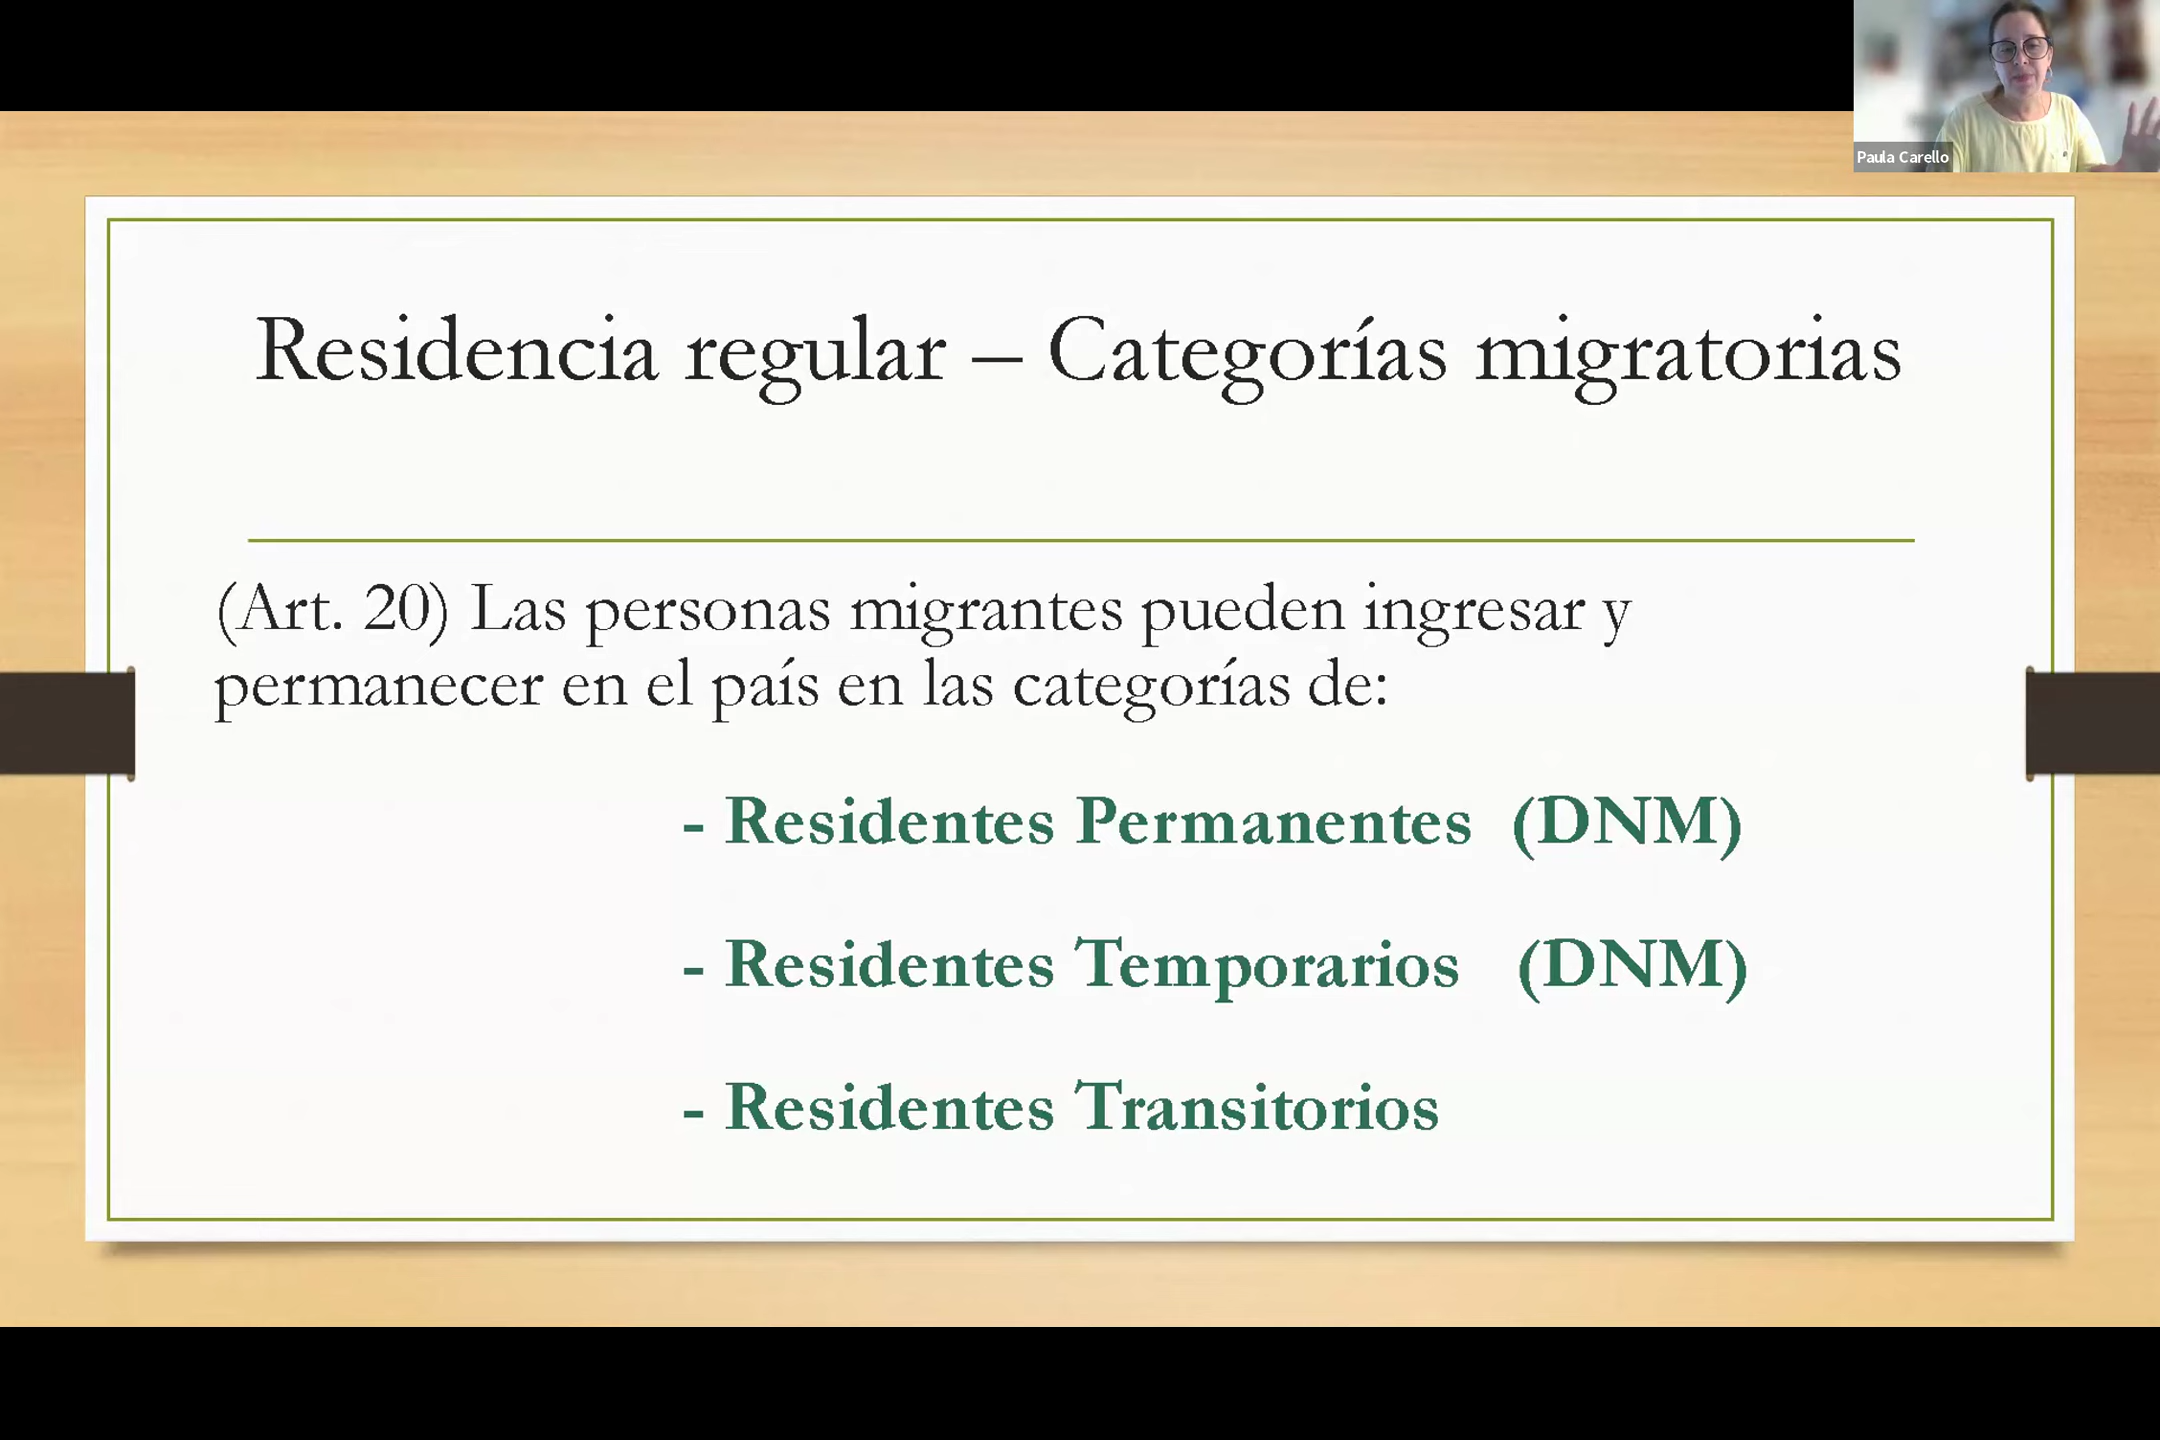 Paula Carello
Residencia regular – Categorías migratorias
(Art. 20) Las personas migrantes pueden ingresar y
permanecer en el país en las categorías de:
- Residentes Permanentes (DNM)
- Residentes Temporarios (DNM)
- Residentes Transitorios